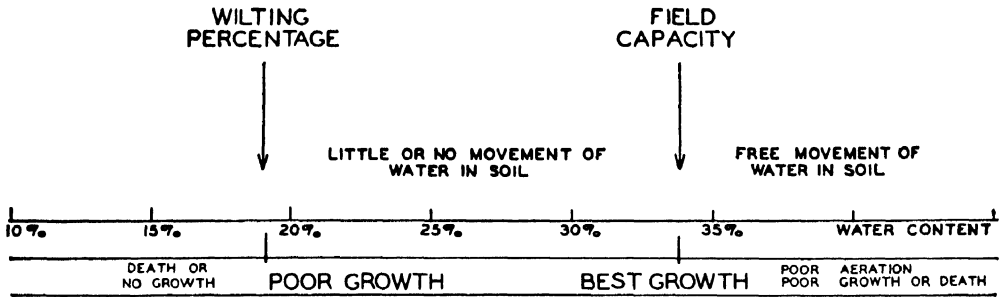 WILTING
PERCENTAGE
FIELD
CAPACITY
LITTLE OR NO MOVEMENT OF
WATER IN SOIL
FREE MOVEMENT OF
WATER IN SOIL
10% 15% 20% 25% 30% 35% WATER CONTENT
DEATH OR
NO GROWTH
POOR GROWTH
BEST GROWTH
POOR AERATION
POOR GROWTH OR DEATH